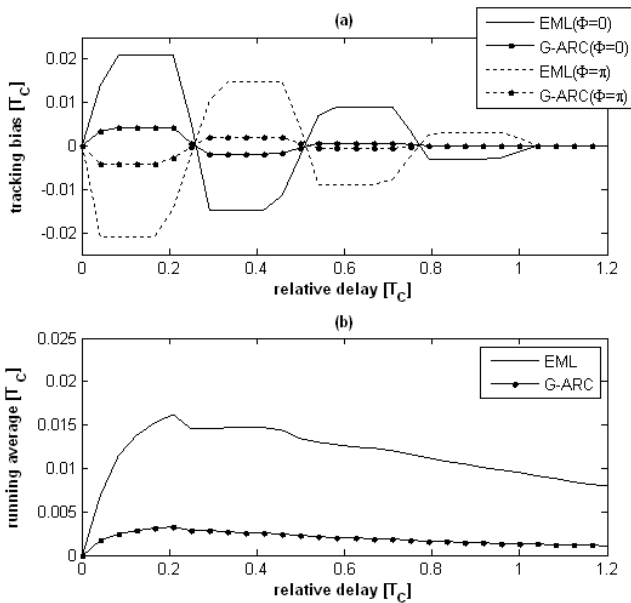 (a)
EML(Φ=0)
G-ARC(Φ=0)
EML(Φ=π)
G-ARC(Φ=π)
tracking bias [T_C]
0.02
0.01
0
-0.01
-0.02
0 0.2 0.4 0.6 0.8 1 1.2
relative delay [T_C]
(b)
EML
G-ARC
running average [T_C]
0.025
0.02
0.015
0.01
0.005
0
0 0.2 0.4 0.6 0.8 1 1.2
relative delay [T_C]